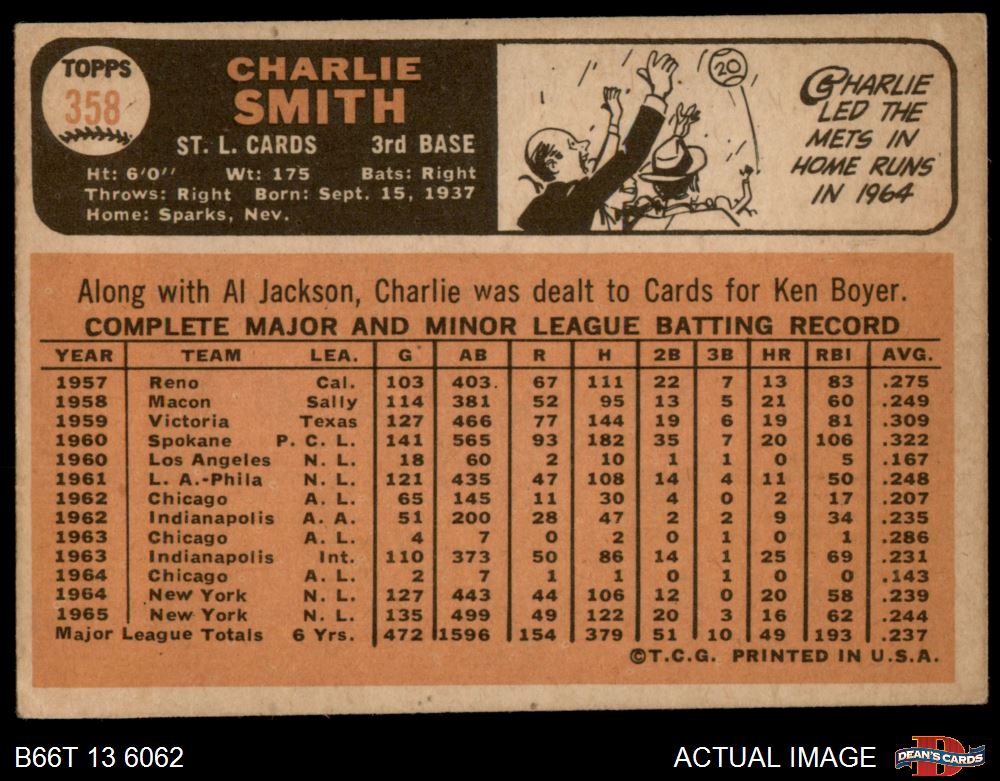 TOPPS
358
CHARLIE
SMITH
ST. L. CARDS 3rd BASE
Ht: 6'0" Wt: 175 Bats: Right
Throws: Right Born: Sept. 15, 1937
Home: Sparks, Nev.
20
CHARLIE
LED THE
METS IN
HOME RUNS
IN 1964
Along with Al Jackson, Charlie was dealt to Cards for Ken Boyer.
COMPLETE MAJOR AND MINOR LEAGUE BATTING RECORD
YEAR TEAM LEA. G AB R H 2B 3B HR RBI AVG.
1957 Reno Cal. 103 403. 67 111 22 7 13 83 .275
1958 Macon Sally 114 381 52 95 13 5 21 60 .249
1959 Victoria Texas 127 466 77 144 19 6 19 81 .309
1960 Spokane P. C. L. 141 565 93 182 35 7 20 106 .322
1960 Los Angeles N. L. 18 60 2 10 1 1 0 5 .167
1961 L. A.-Phila N. L. 121 435 47 108 14 4 11 50 .248
1962 Chicago A. L. 65 145 11 30 4 0 2 17 .207
1962 Indianapolis A. A. 51 200 28 47 2 2 9 34 .235
1963 Chicago A. L. 4 7 0 2 0 1 0 1 .286
1963 Indianapolis Int. 110 373 50 86 14 1 25 69 .231
1964 Chicago A. L. 2 7 1 1 0 1 0 0 .143
1964 New York N. L. 127 443 44 106 12 0 20 58 .239
1965 New York N. L. 135 499 49 122 20 3 16 62 .244
Major League Totals 6 Yrs. 472 1596 154 379 51 10 49 193 .237
©T.C.G. PRINTED IN U.S.A.
B66T 13 6062 ACTUAL IMAGE
D
DEAN'S CARDS